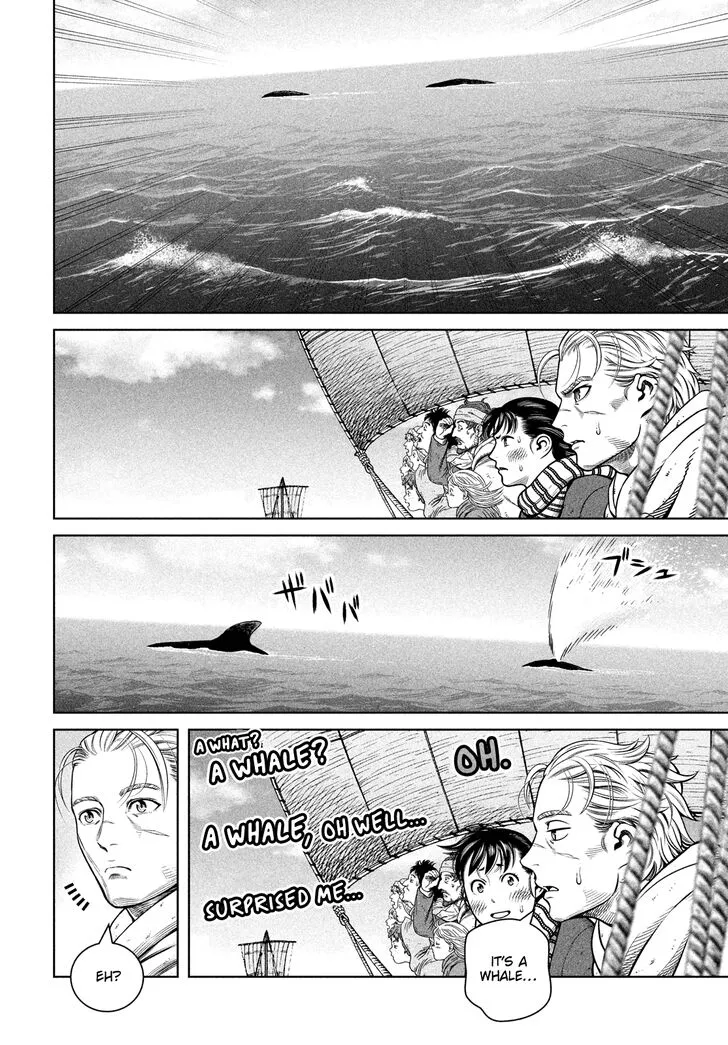 ブシュ
ザババ
OH.
A WHAT?
A WHALE?
A WHALE, OH WELL...
SURPRISED ME...
IT'S A
WHALE...
EH?